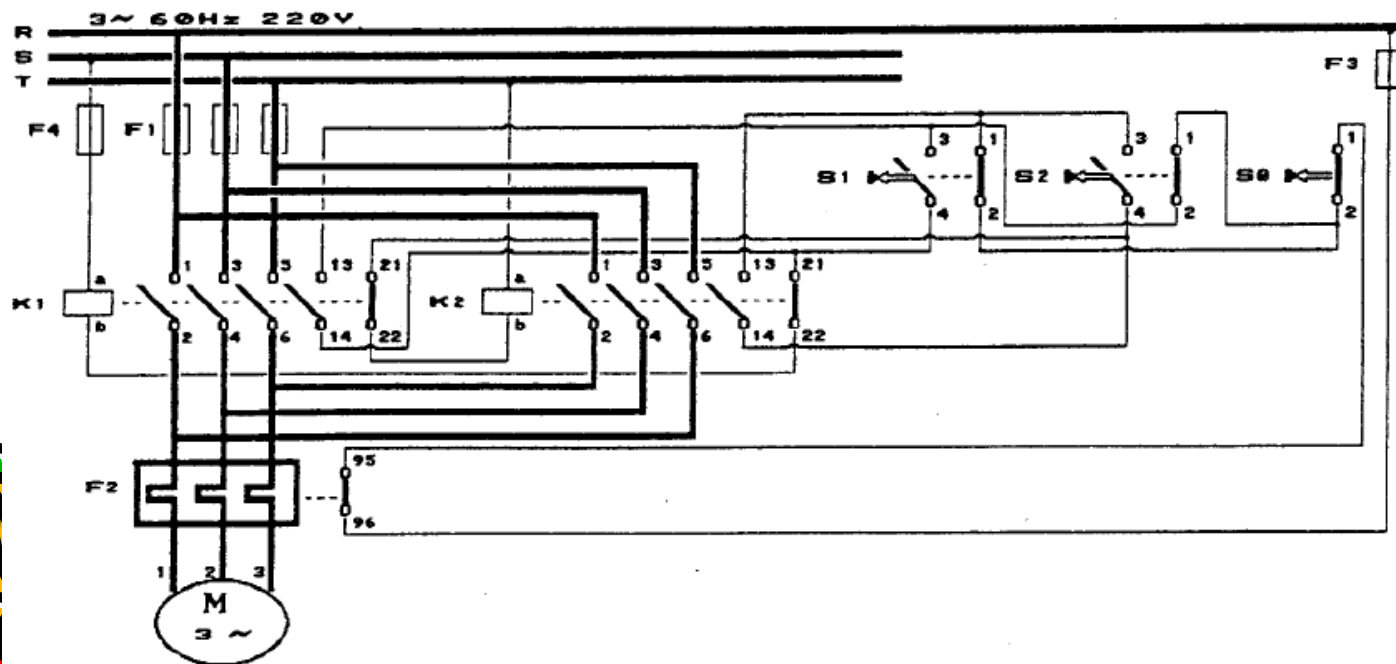 3~ 60Hz 220V
R
S
T
F3
F4 F1
3 1 3 1 1
S1 S2 S0
4 2 4 2 2
1 3 5 13 21 1 3 5 13 21
a a
K1 K2
b b
2 4 6 14 22 2 4 6 14 22
95
F2
96
1 2 3
M
3 ~